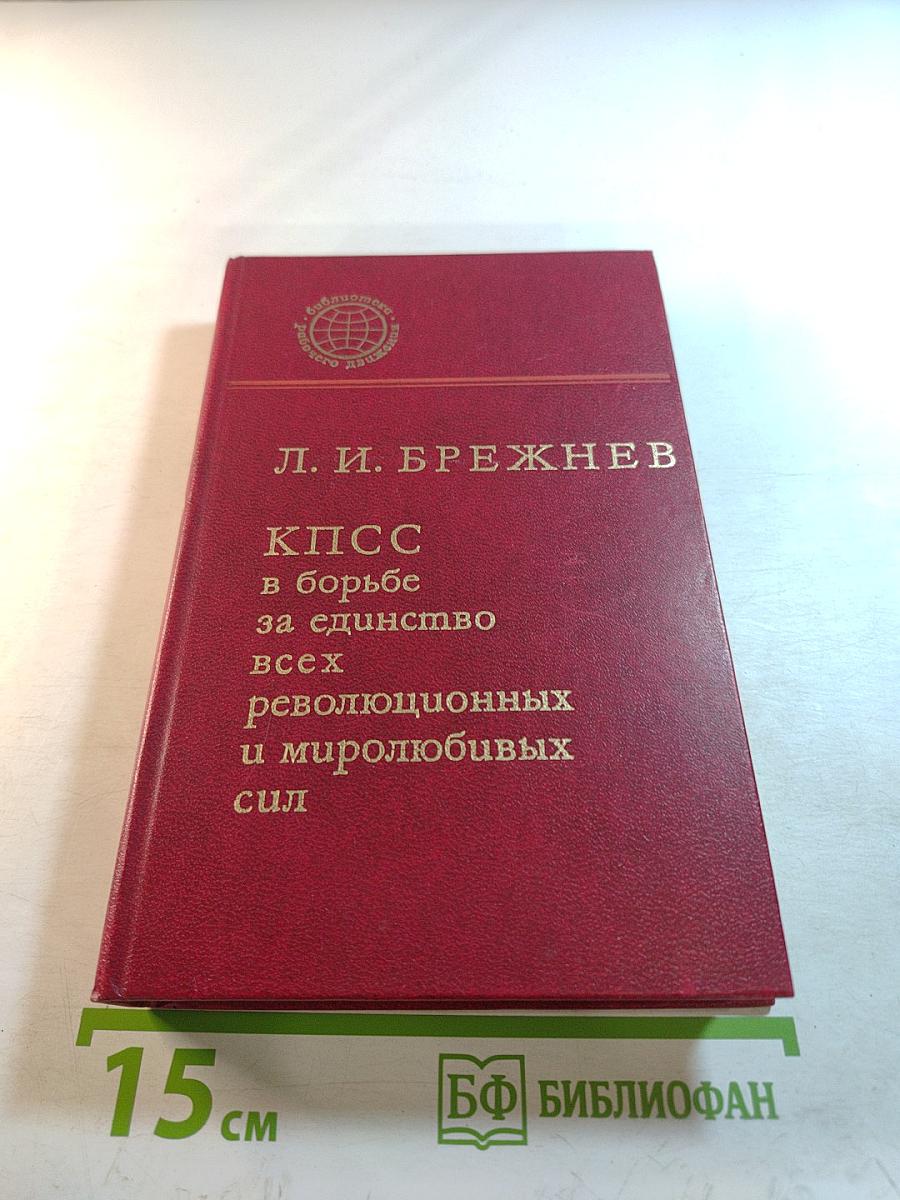 библиотека
рабочего движения
Л. И. БРЕЖНЕВ
КПСС
в борьбе
за единство
всех
революционных
и миролюбивых
сил
15 см
БФ БИБЛИОФАН